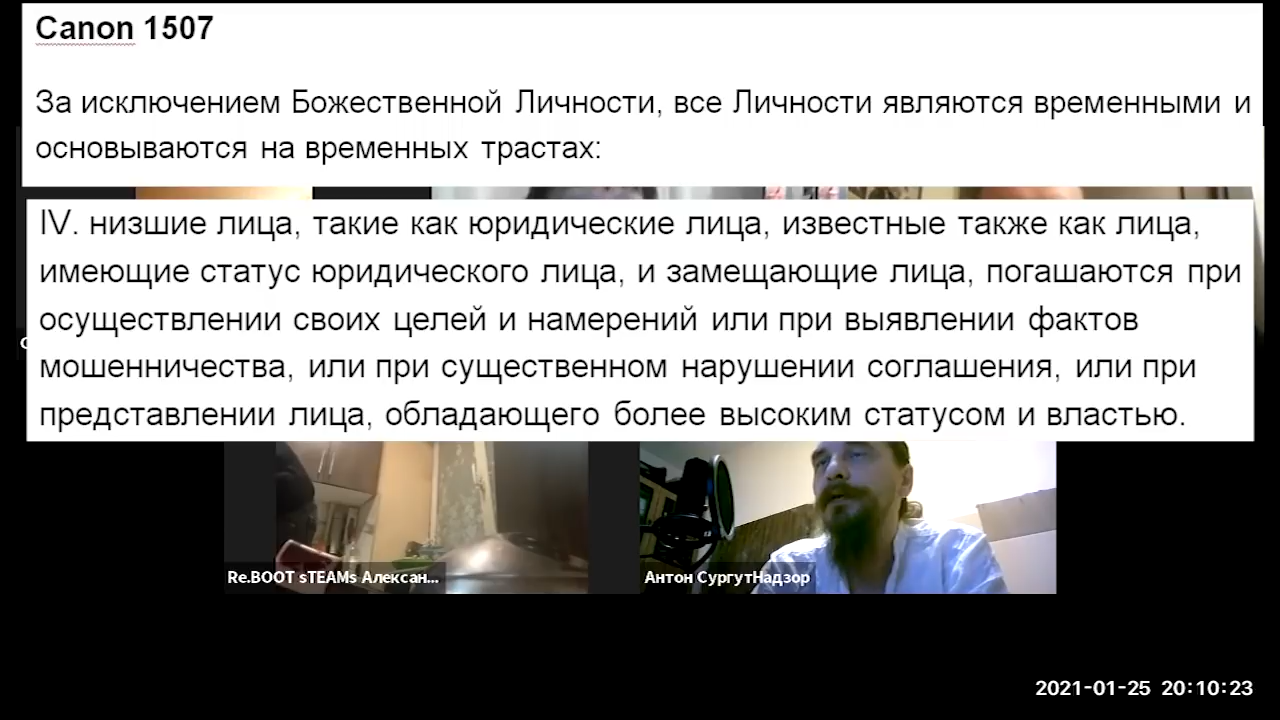 Canon 1507
За исключением Божественной Личности, все Личности являются временными и
основываются на временных трастах:
IV. низшие лица, такие как юридические лица, известные также как лица,
имеющие статус юридического лица, и замещающие лица, погашаются при
осуществлении своих целей и намерений или при выявлении фактов
мошенничества, или при существенном нарушении соглашения, или при
представлении лица, обладающего более высоким статусом и властью.
Re.BOOT sTEAMs Алексан...
Антон СургутНадзор
2021-01-25 20:10:23